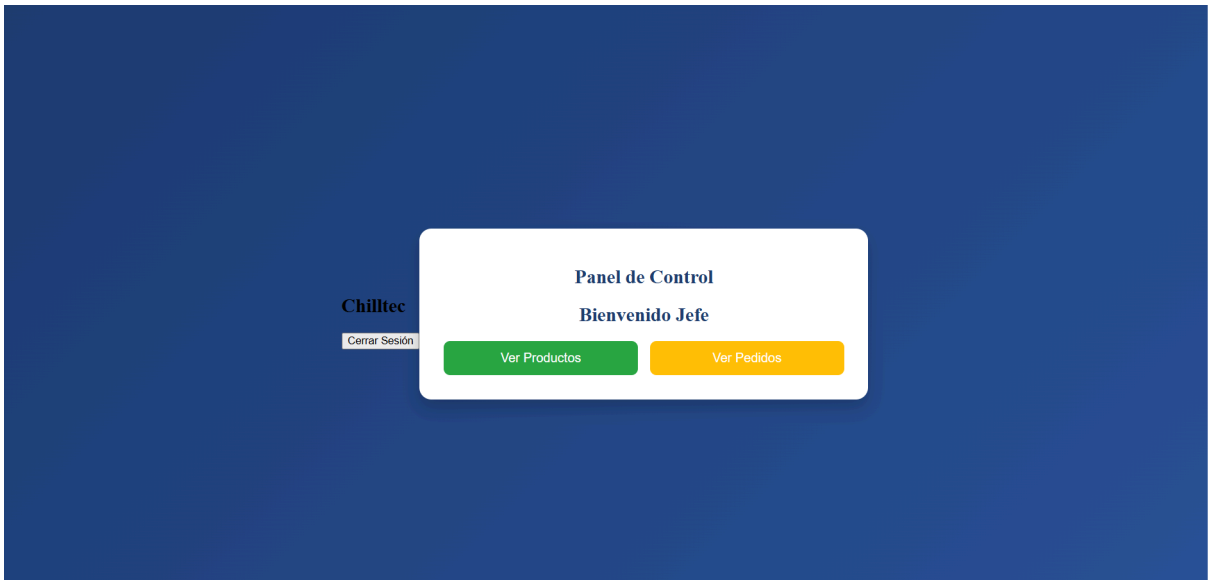 Chilltec
Cerrar Sesión
Panel de Control
Bienvenido Jefe
Ver Productos
Ver Pedidos